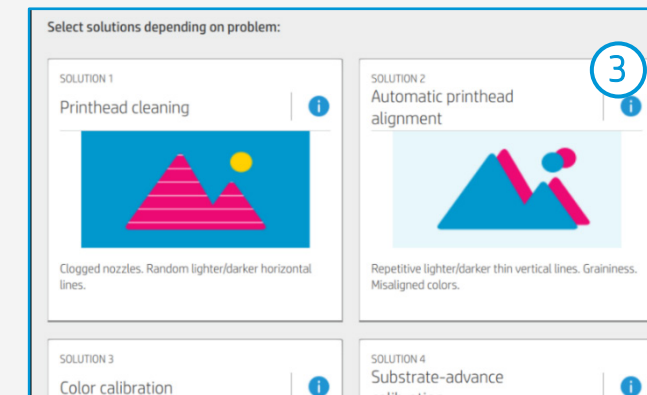 Select solutions depending on problem:
SOLUTION 1
Printhead cleaning
Clogged nozzles. Random lighter/darker horizontal
lines.
SOLUTION 2
Automatic printhead
alignment
3
Repetitive lighter/darker thin vertical lines. Graininess.
Misaligned colors.
SOLUTION 3
Color calibration
SOLUTION 4
Substrate-advance